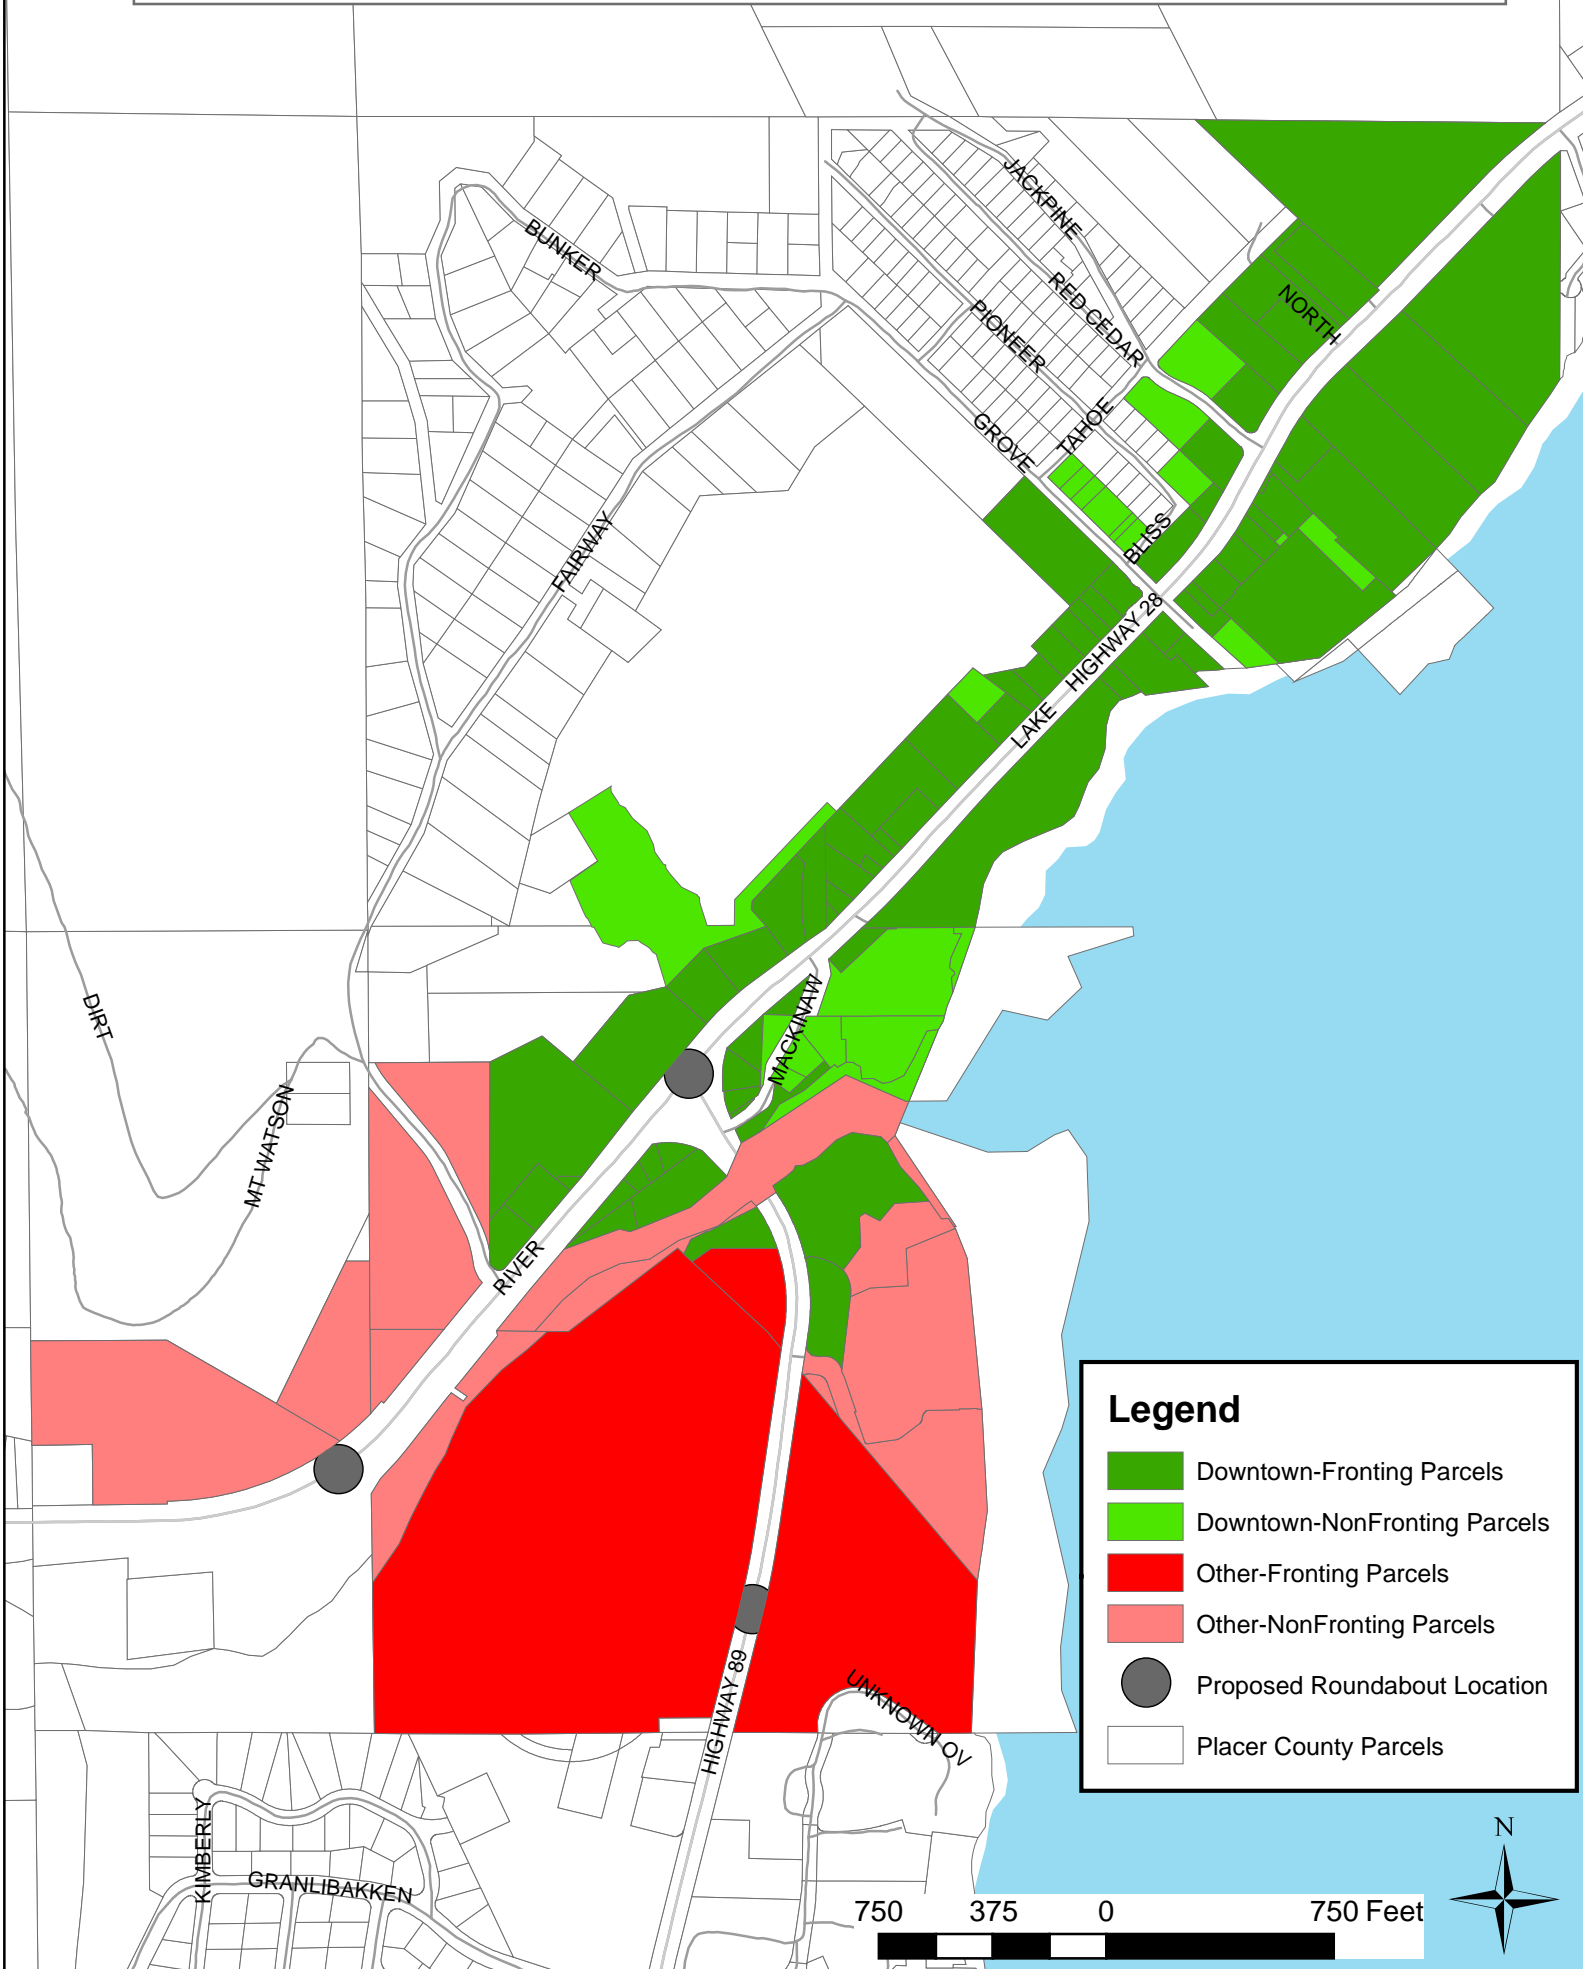 JACKPINE
BUNKER
RED CEDAR
NORTH
PIONEER
TAHOE
GROVE
BLISS
FAIRWAY
HIGHWAY 28
LAKE
MACKINAW
DIRT
MT WATSON
RIVER
Legend
Downtown-Fronting Parcels
Downtown-NonFronting Parcels
Other-Fronting Parcels
Other-NonFronting Parcels
Proposed Roundabout Location
Placer County Parcels
HIGHWAY 89
UNKNOWN OV
KIMBERLY
GRANLIBAKKEN
N
750 375 0 750 Feet